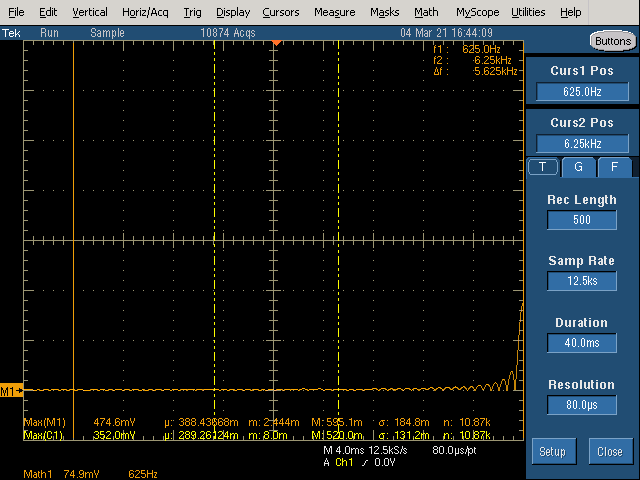 File Edit Vertical Horiz/Acq Trig Display Cursors Measure Masks Math MyScope Utilities Help
Tek Run Sample 10874 Acqs 04 Mar 21 16:44:09
Buttons
f1 : 625.0Hz
f2 : -6.25kHz
Δf : -5.625kHz
Curs1 Pos
625.0Hz
Curs2 Pos
6.25kHz
T G F
Rec Length
500
Samp Rate
12.5ks
Duration
40.0ms
Resolution
80.0µs
M1
Max(M1) 474.6mV µ: 388.43668m m: 2.444m M: 595.1m σ: 184.8m n: 10.87k
Max(C1) 352.0mV µ: 289.26124m m: 8.0m M: 520.0m σ: 131.2m n: 10.87k
M 4.0ms 12.5kS/s 80.0µs/pt
A Ch1 / 0.0V
Setup Close
Math1 74.9mV 625Hz